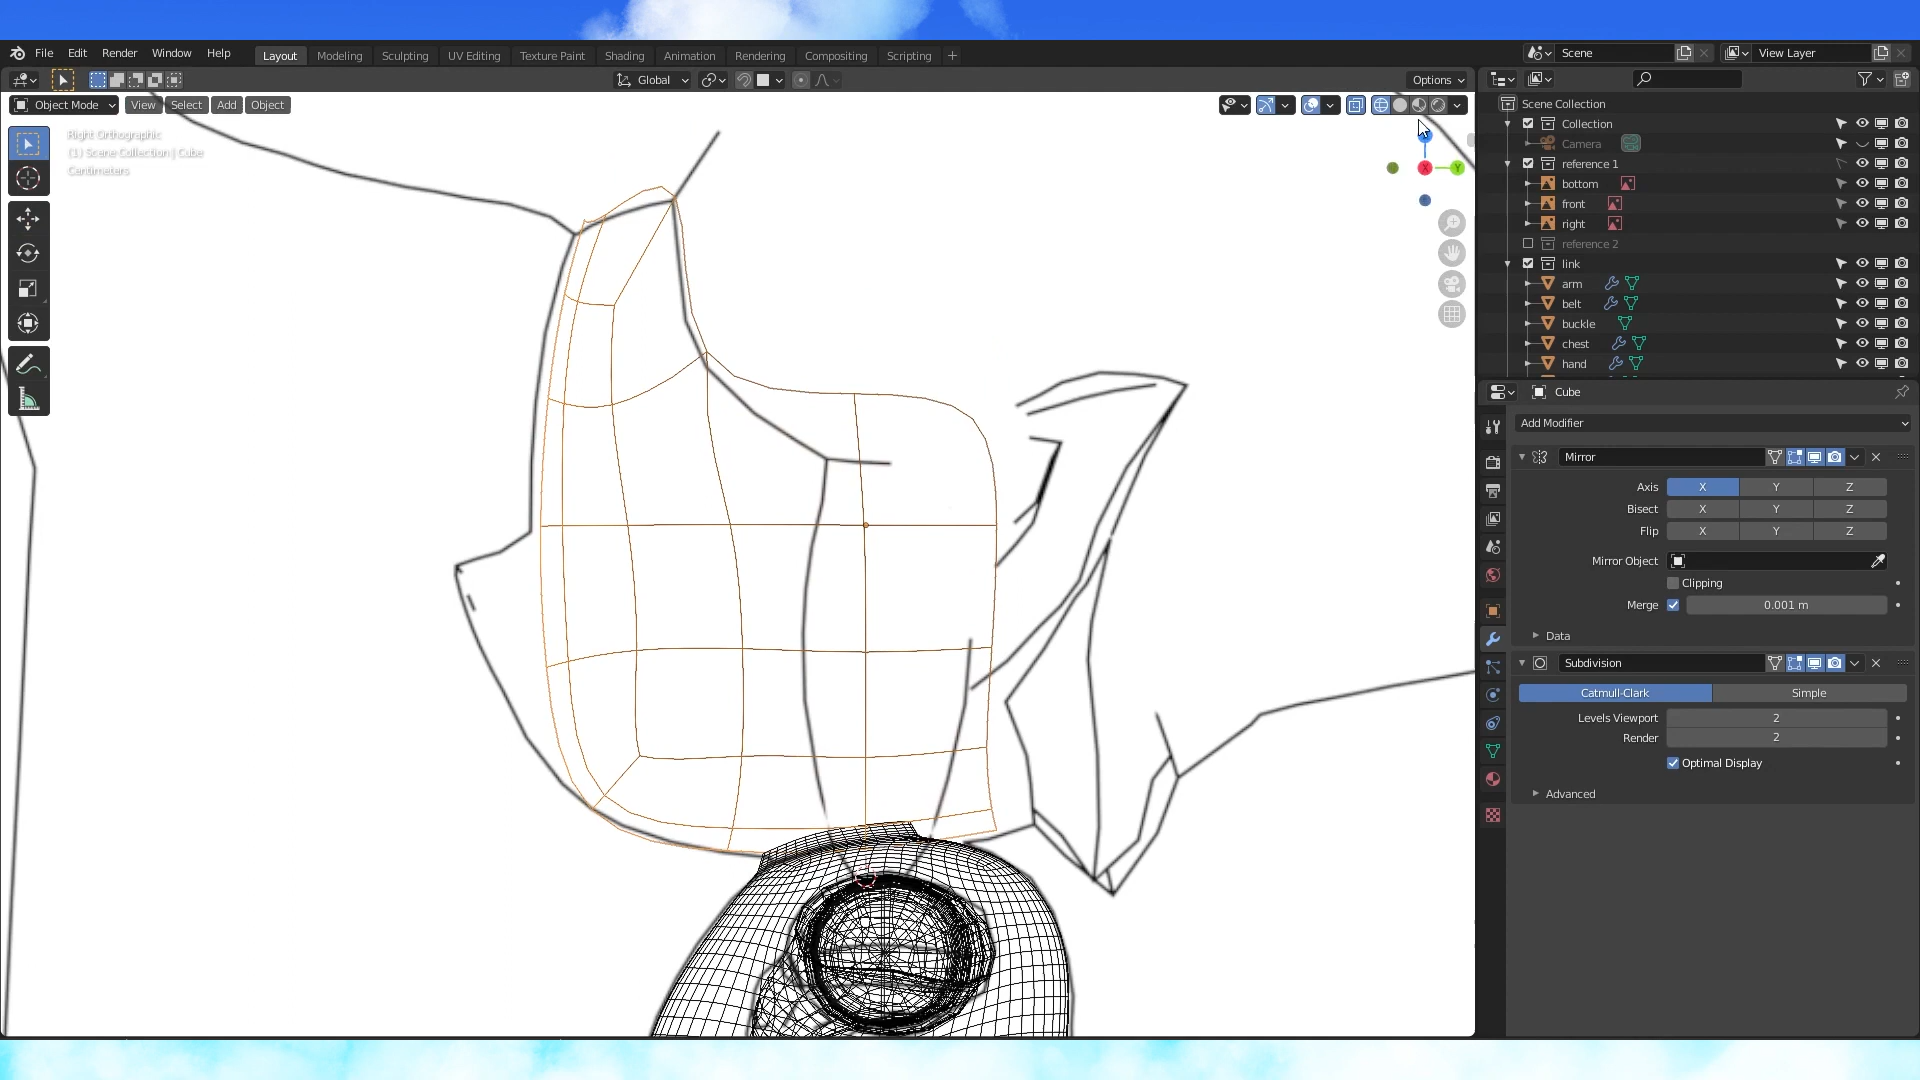 File Edit Render Window Help Layout Modeling Sculpting UV Editing Texture Paint Shading Animation Rendering Compositing Scripting + Scene View Layer
Global Options
Object Mode View Select Add Object
Right Orthographic
(1) Scene Collection | Cube
Centimeters
X
Y
Scene Collection
Collection
Camera
reference 1
bottom
front
right
reference 2
link
arm
belt
buckle
chest
hand
Cube
Add Modifier
Mirror
Axis X Y Z
Bisect X Y Z
Flip X Y Z
Mirror Object
Clipping
Merge 0.001 m
Data
Subdivision
Catmull-Clark Simple
Levels Viewport 2
Render 2
Optimal Display
Advanced